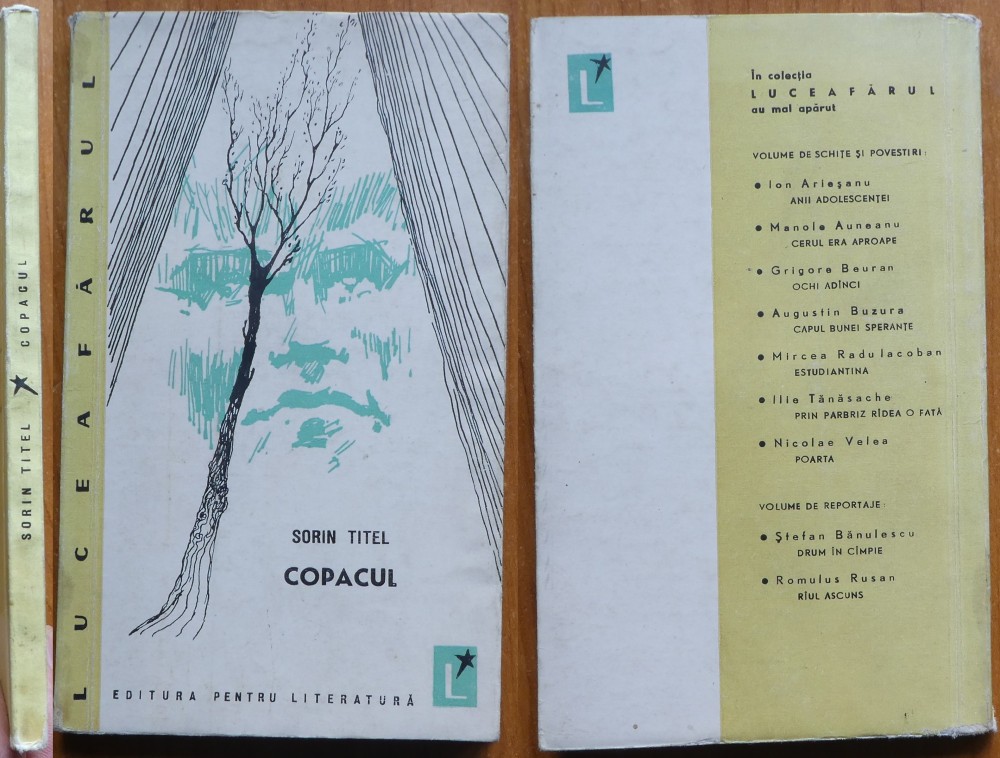 SORIN TITEL ★ COPACUL
LUCEAFĂRUL
SORIN TITEL
COPACUL
L
EDITURA PENTRU LITERATURĂ
L
În colecția
LUCEAFĂRUL
au mai apărut
VOLUME DE SCHIȚE ȘI POVESTIRI:
• Ion Arieșanu
ANII ADOLESCENȚEI
• Manole Auneanu
CERUL ERA APROAPE
• Grigore Beuran
OCHI ADÎNCI
• Augustin Buzura
CAPUL BUNEI SPERANȚE
• Mircea Radu Iacoban
ESTUDIANTINA
• Ilie Tănăsache
PRIN PARBRIZ RÎDEA O FATĂ
• Nicolae Velea
POARTA
VOLUME DE REPORTAJE:
• Ștefan Bănulescu
DRUM ÎN CÎMPIE
• Romulus Rusan
RÎUL ASCUNS